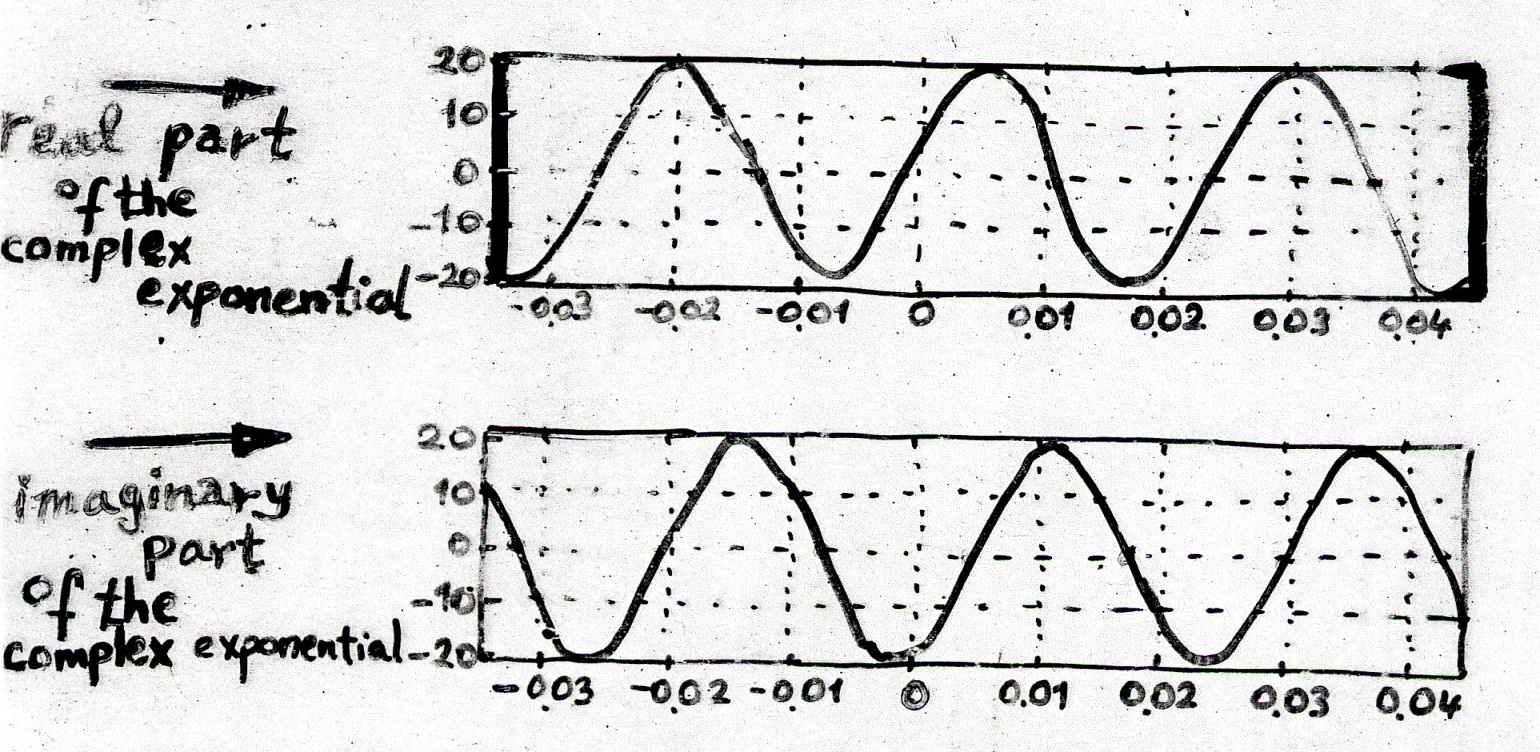 real part
of the
complex
exponential
20
10
0
-10
-20
-0.03 -0.02 -0.01 0 0.01 0.02 0.03 0.04
imaginary
part
of the
complex exponential
20
10
0
-10
-20
-0.03 -0.02 -0.01 0 0.01 0.02 0.03 0.04